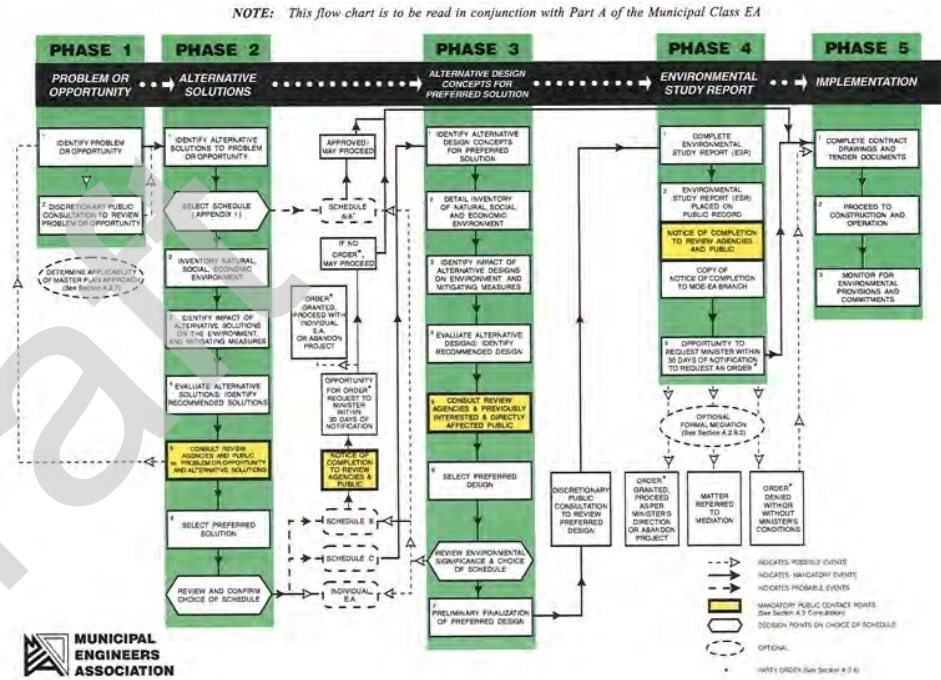 NOTE: This flow chart is to be read in conjunction with Part A of the Municipal Class EA
PHASE 1
PROBLEM OR
OPPORTUNITY
PHASE 2
ALTERNATIVE
SOLUTIONS
PHASE 3
ALTERNATIVE DESIGN
CONCEPTS FOR
PREFERRED SOLUTION
PHASE 4
ENVIRONMENTAL
STUDY REPORT
PHASE 5
IMPLEMENTATION
1 IDENTIFY PROBLEM
OR OPPORTUNITY
2 DISCRETIONARY PUBLIC
CONSULTATION TO REVIEW
PROBLEM OR OPPORTUNITY
DETERMINE APPLICABILITY
OF MASTER PLAN APPROACH
(See Section A.2.7)
1 IDENTIFY ALTERNATIVE
SOLUTIONS TO PROBLEM OR
OPPORTUNITY
SELECT SCHEDULE
(APPENDIX I)
2 INVENTORY NATURAL,
SOCIAL, ECONOMIC
ENVIRONMENT
3 IDENTIFY IMPACT OF
ALTERNATIVE SOLUTIONS
ON THE ENVIRONMENT,
AND MITIGATING MEASURES
4 EVALUATE ALTERNATIVE
SOLUTIONS: IDENTIFY
RECOMMENDED SOLUTIONS
5 CONSULT REVIEW
AGENCIES AND PUBLIC
re: PROBLEM OR OPPORTUNITY
AND ALTERNATIVE SOLUTIONS
6 SELECT PREFERRED
SOLUTION
REVIEW AND CONFIRM
CHOICE OF SCHEDULE
APPROVED-
MAY PROCEED
SCHEDULE
A/A+
IF NO
ORDER*,
MAY PROCEED
ORDER*
GRANTED,
PROCEED WITH
INDIVIDUAL
E.A.
OR ABANDON
PROJECT
OPPORTUNITY
FOR ORDER*
REQUEST TO
MINISTER
WITHIN
30 DAYS OF
NOTIFICATION
NOTICE OF
COMPLETION
TO REVIEW
AGENCIES &
PUBLIC
SCHEDULE B
SCHEDULE C
INDIVIDUAL
E.A.
1 IDENTIFY ALTERNATIVE
DESIGN CONCEPTS
FOR PREFERRED
SOLUTION
2 DETAIL INVENTORY
OF NATURAL, SOCIAL
AND ECONOMIC
ENVIRONMENT
3 IDENTIFY IMPACT OF
ALTERNATIVE DESIGNS
ON ENVIRONMENT AND
MITIGATING MEASURES
4 EVALUATE ALTERNATIVE
DESIGNS: IDENTIFY
RECOMMENDED DESIGN
5 CONSULT REVIEW
AGENCIES & PREVIOUSLY
INTERESTED & DIRECTLY
AFFECTED PUBLIC
6
SELECT PREFERRED
DESIGN
REVIEW ENVIRONMENTAL
SIGNIFICANCE & CHOICE
OF SCHEDULE
7 PRELIMINARY FINALIZATION
OF PREFERRED DESIGN
DISCRETIONARY
PUBLIC
CONSULTATION
TO REVIEW
PREFERRED
DESIGN
1 COMPLETE
ENVIRONMENTAL
STUDY REPORT (ESR)
2 ENVIRONMENTAL
STUDY REPORT (ESR)
PLACED ON
PUBLIC RECORD
NOTICE OF COMPLETION
TO REVIEW AGENCIES
AND PUBLIC
COPY OF
NOTICE OF COMPLETION
TO MOE-EA BRANCH
3 OPPORTUNITY TO
REQUEST MINISTER WITHIN
30 DAYS OF NOTIFICATION
TO REQUEST AN ORDER*
OPTIONAL
FORMAL MEDIATION
(See Section A.2.8.2)
ORDER*
GRANTED,
PROCEED
AS PER
MINISTER'S
DIRECTION
OR ABANDON
PROJECT
MATTER
REFERRED
TO
MEDIATION
ORDER*
DENIED
WITH OR
WITHOUT
MINISTER'S
CONDITIONS
1 COMPLETE CONTRACT
DRAWINGS AND
TENDER DOCUMENTS
2 PROCEED TO
CONSTRUCTION AND
OPERATION
3 MONITOR FOR
ENVIRONMENTAL
PROVISIONS AND
COMMITMENTS
INDICATES POSSIBLE EVENTS
INDICATES MANDATORY EVENTS
INDICATES PROBABLE EVENTS
MANDATORY PUBLIC CONTACT POINTS
(See Section A.3 Consultation)
DECISION POINTS ON CHOICE OF SCHEDULE
OPTIONAL
* PART II ORDER (See Section A.2.8)
MUNICIPAL
ENGINEERS
ASSOCIATION